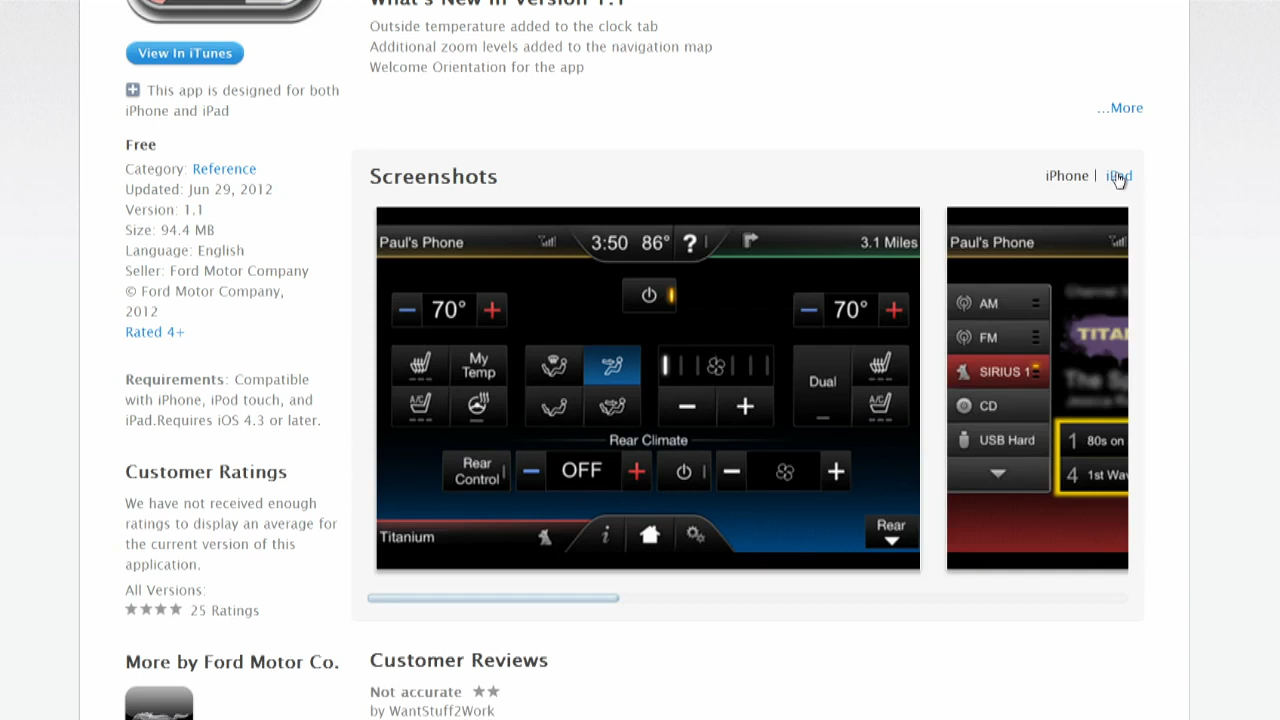 What's New in Version 1.1
Outside temperature added to the clock tab
Additional zoom levels added to the navigation map
Welcome Orientation for the app
...More
View In iTunes
This app is designed for both
iPhone and iPad
Free
Category: Reference
Updated: Jun 29, 2012
Version: 1.1
Size: 94.4 MB
Language: English
Seller: Ford Motor Company
© Ford Motor Company,
2012
Rated 4+
Requirements: Compatible
with iPhone, iPod touch, and
iPad.Requires iOS 4.3 or later.
Customer Ratings
We have not received enough
ratings to display an average for
the current version of this
application.
All Versions:
★★★★ 25 Ratings
More by Ford Motor Co.
Screenshots
iPhone | iPad
Paul's Phone 3:50 86° ? 3.1 Miles
70° 70°
My
Temp
Dual
A/C A/C
Rear Climate
Rear
Control
OFF
Titanium
i
Rear
Paul's Phone
AM
FM
SIRIUS 1
CD
USB Hard
TITA
1 80s on
4 1st Wav
Customer Reviews
Not accurate ★★
by WantStuff2Work